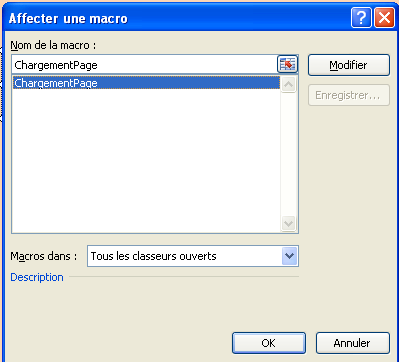 Affecter une macro
Nom de la macro :
ChargementPage
Modifier
ChargementPage
Enregistrer...
Macros dans :
Tous les classeurs ouverts
Description
OK
Annuler